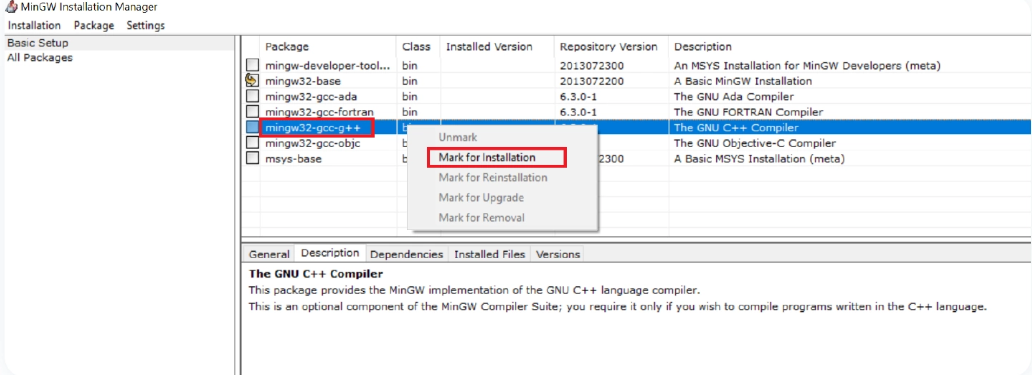 MinGW Installation Manager
Installation Package Settings
Basic Setup
All Packages
Package Class Installed Version Repository Version Description
mingw-developer-tool... bin 2013072300 An MSYS Installation for MinGW Developers (meta)
mingw32-base bin 2013072200 A Basic MinGW Installation
mingw32-gcc-ada bin 6.3.0-1 The GNU Ada Compiler
mingw32-gcc-fortran bin 6.3.0-1 The GNU FORTRAN Compiler
mingw32-gcc-g++ The GNU C++ Compiler
mingw32-gcc-objc The GNU Objective-C Compiler
msys-base 2300 A Basic MSYS Installation (meta)
Unmark
Mark for Installation
Mark for Reinstallation
Mark for Upgrade
Mark for Removal
General Description Dependencies Installed Files Versions
The GNU C++ Compiler
This package provides the MinGW implementation of the GNU C++ language compiler.
This is an optional component of the MinGW Compiler Suite; you require it only if you wish to compile programs written in the C++ language.